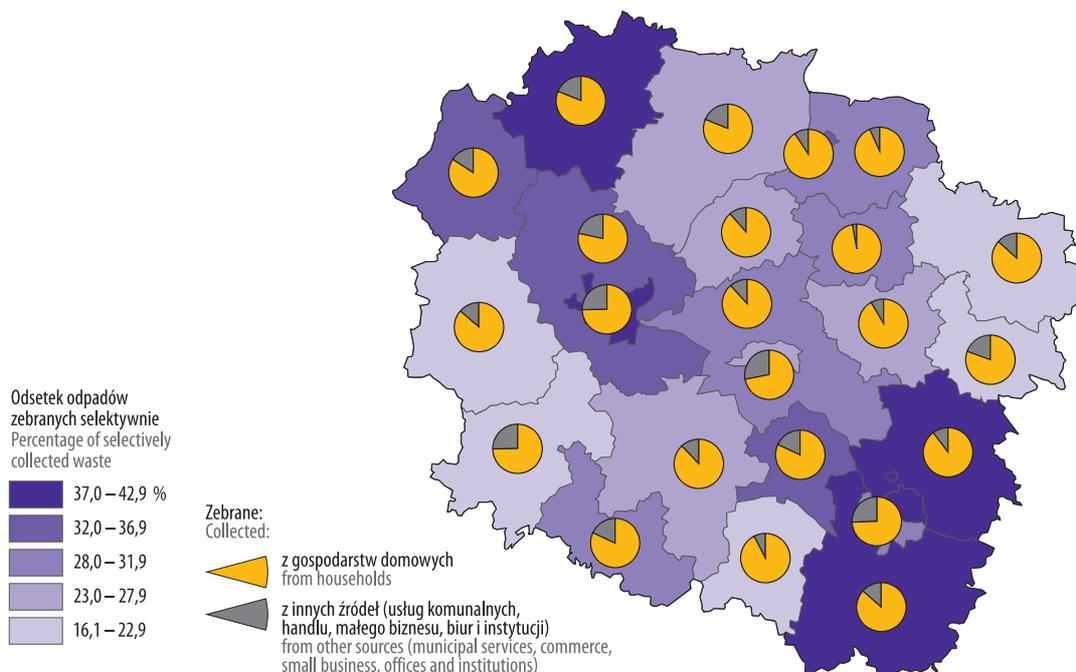 Odsetek odpadów
zebranych selektywnie
Percentage of selectively
collected waste
37,0 – 42,9 %
32,0 – 36,9
28,0 – 31,9
23,0 – 27,9
16,1 – 22,9
Zebrane:
Collected:
z gospodarstw domowych
from households
z innych źródeł (usług komunalnych,
handlu, małego biznesu, biur i instytucji)
from other sources (municipal services, commerce,
small business, offices and institutions)